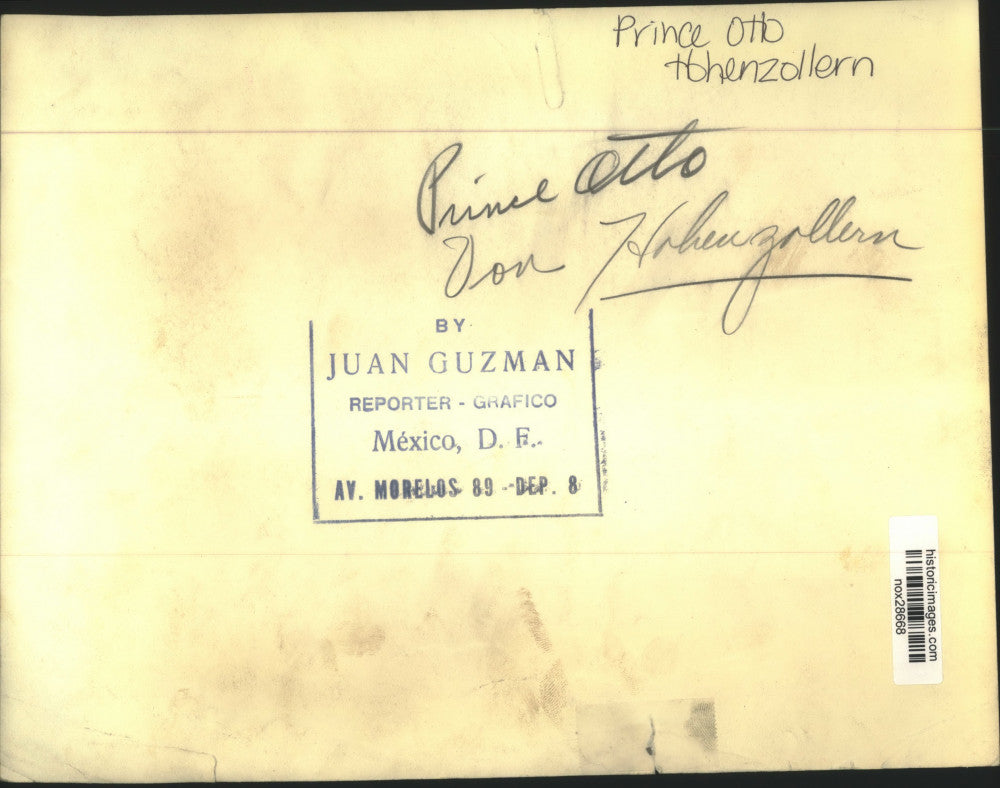 Prince Otto
Hohenzollern
Prince Otto
Von Hohenzollern
BY
JUAN GUZMAN
REPORTER - GRAFICO
México, D. F.
AV. MORELOS 89 - DEP. 8
historicimages.com
nox28668